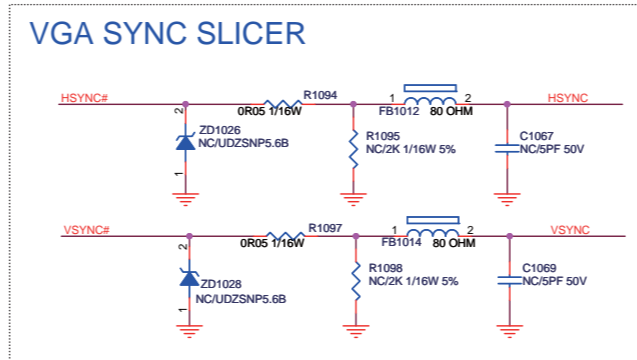 VGA SYNC SLICER
HSYNC#
R1094
1
2
HSYNC
2
0R05 1/16W
FB1012
80 OHM
ZD1026
NC/UDZSNP5.6B
R1095
NC/2K 1/16W 5%
C1067
NC/5PF 50V
1
VSYNC#
R1097
1
2
VSYNC
2
0R05 1/16W
FB1014
80 OHM
ZD1028
NC/UDZSNP5.6B
R1098
NC/2K 1/16W 5%
C1069
NC/5PF 50V
1